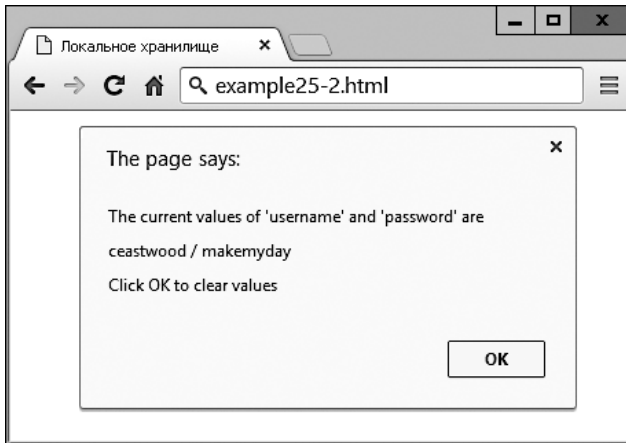 Локальное хранилище
example25-2.html
The page says:
The current values of 'username' and 'password' are
ceastwood / makemyday
Click OK to clear values
OK